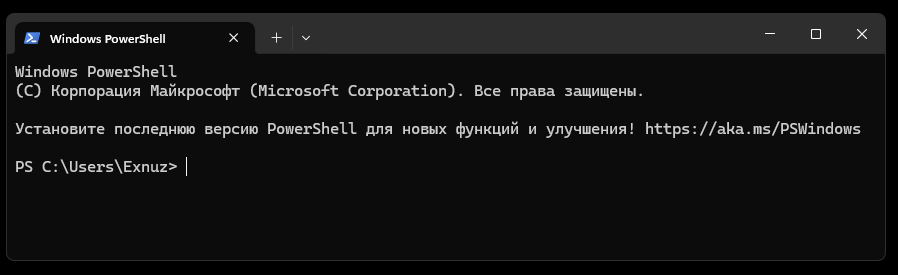 Windows PowerShell
Windows PowerShell
(C) Корпорация Майкрософт (Microsoft Corporation). Все права защищены.
Установите последнюю версию PowerShell для новых функций и улучшения! https://aka.ms/PSWindows
PS C:\Users\Exnuz>